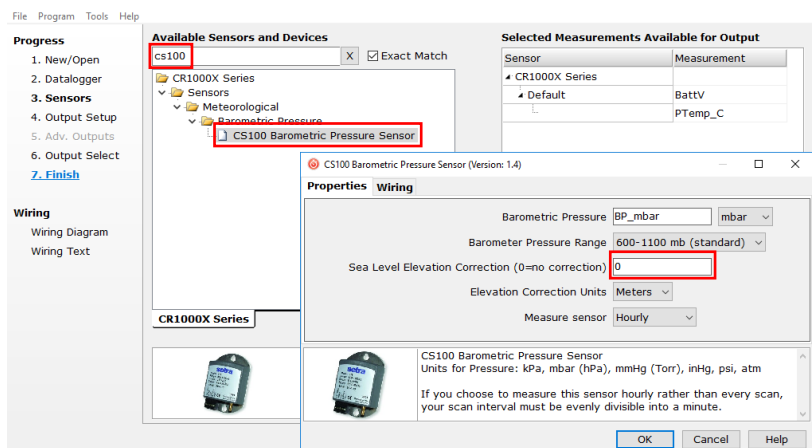 File Program Tools Help
Progress
1. New/Open
2. Datalogger
3. Sensors
4. Output Setup
5. Adv. Outputs
6. Output Select
7. Finish
Wiring
Wiring Diagram
Wiring Text
Available Sensors and Devices
cs100 X Exact Match
CR1000X Series
Sensors
Meteorological
Barometric Pressure
CS100 Barometric Pressure Sensor
CR1000X Series
Selected Measurements Available for Output
Sensor Measurement
CR1000X Series
Default BattV
PTemp_C
CS100 Barometric Pressure Sensor (Version: 1.4)
Properties Wiring
Barometric Pressure BP_mbar mbar
Barometer Pressure Range 600-1100 mb (standard)
Sea Level Elevation Correction (0=no correction) 0
Elevation Correction Units Meters
Measure sensor Hourly
setra
setra
CS100 Barometric Pressure Sensor
Units for Pressure: kPa, mbar (hPa), mmHg (Torr), inHg, psi, atm
If you choose to measure this sensor hourly rather than every scan,
your scan interval must be evenly divisible into a minute.
OK Cancel Help